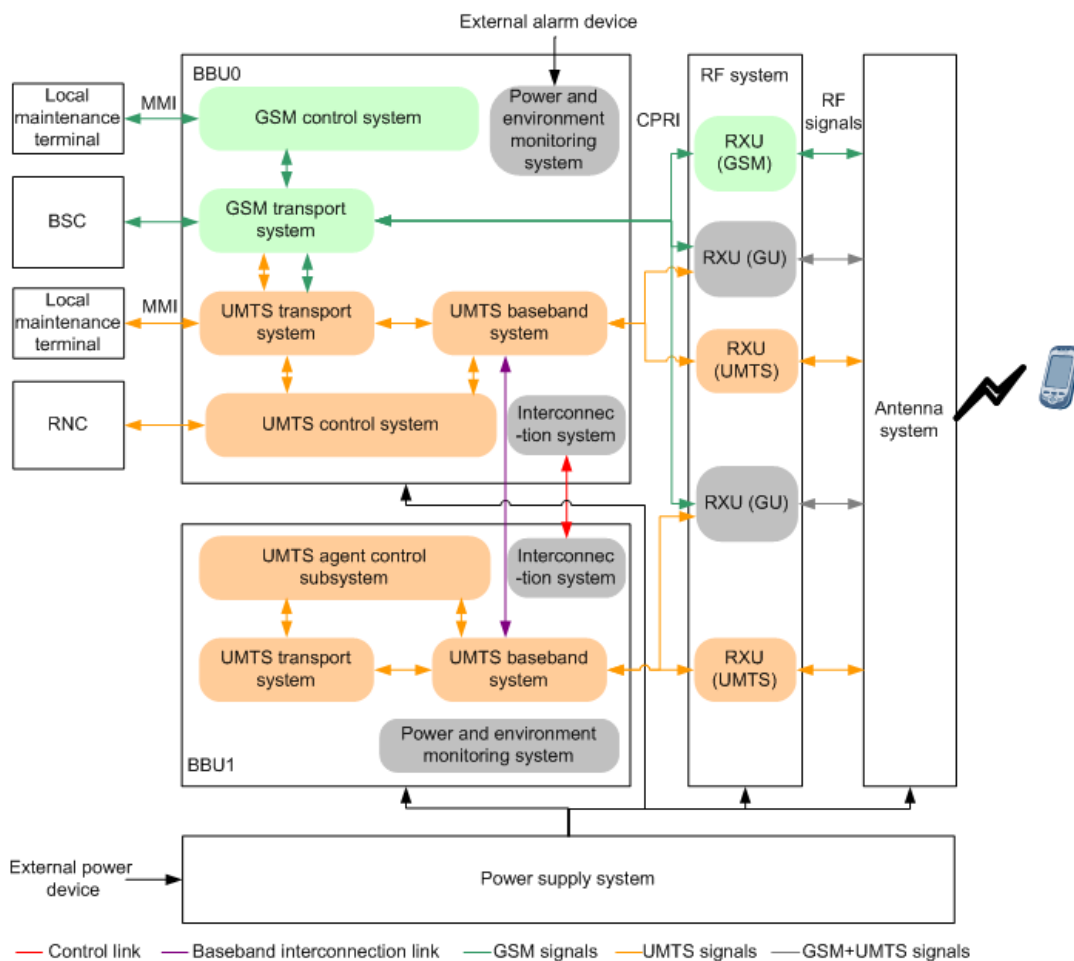 External alarm device
BBU0
RF system
Local
maintenance
terminal
MMI
GSM control system
Power and
environment
monitoring
system
CPRI
RF
signals
RXU
(GSM)
BSC
GSM transport
system
RXU (GU)
Local
maintenance
terminal
MMI
UMTS transport
system
UMTS baseband
system
RXU
(UMTS)
RNC
UMTS control system
Interconnec
-tion system
Antenna
system
RXU (GU)
UMTS agent control
subsystem
Interconnec
-tion system
UMTS transport
system
UMTS baseband
system
RXU
(UMTS)
Power and environment
monitoring system
BBU1
External power
device
Power supply system
Control link
Baseband interconnection link
GSM signals
UMTS signals
GSM+UMTS signals